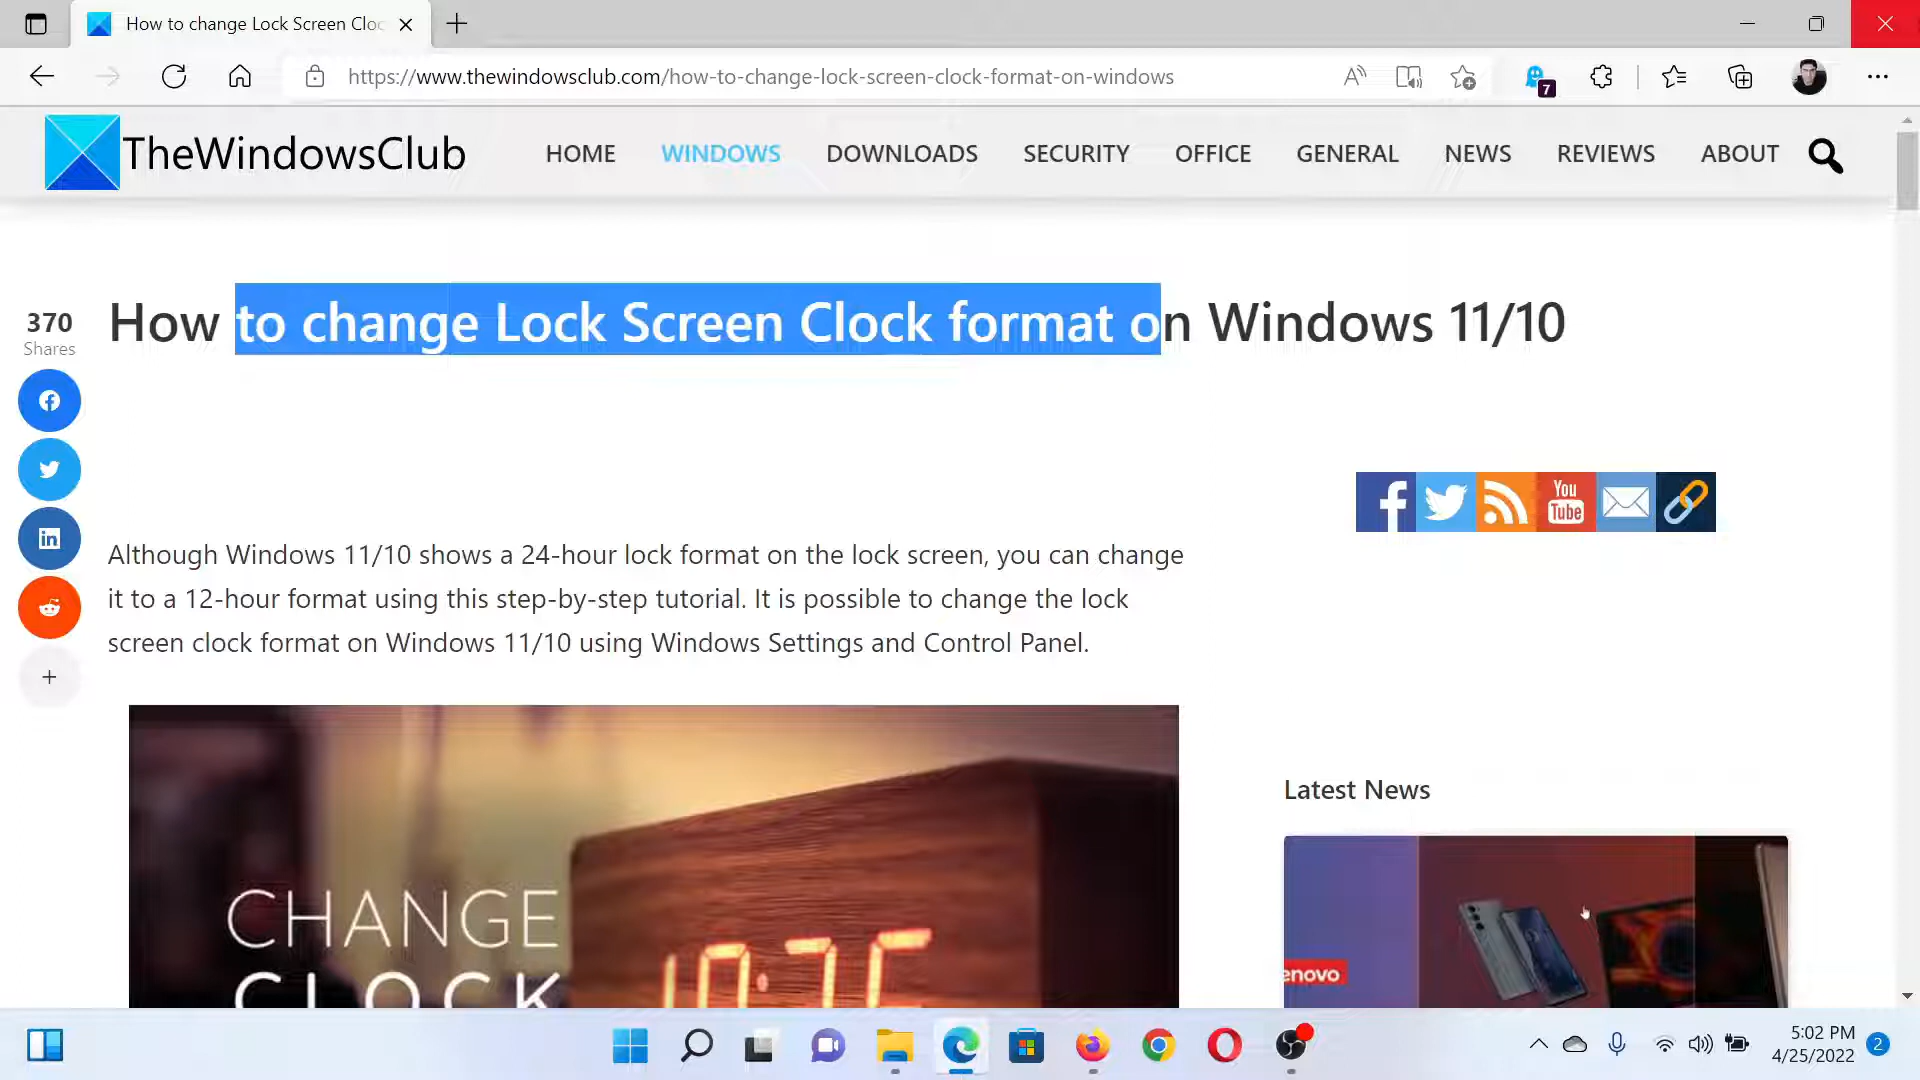 How to change Lock Screen Cloc
https://www.thewindowsclub.com/how-to-change-lock-screen-clock-format-on-windows
7
TheWindowsClub
HOME WINDOWS DOWNLOADS SECURITY OFFICE GENERAL NEWS REVIEWS ABOUT
How to change Lock Screen Clock format on Windows 11/10
370
Shares
You
Tube
Although Windows 11/10 shows a 24-hour lock format on the lock screen, you can change
it to a 12-hour format using this step-by-step tutorial. It is possible to change the lock
screen clock format on Windows 11/10 using Windows Settings and Control Panel.
Latest News
CHANGE
CLOCK
enovo
5:02 PM
4/25/2022
2